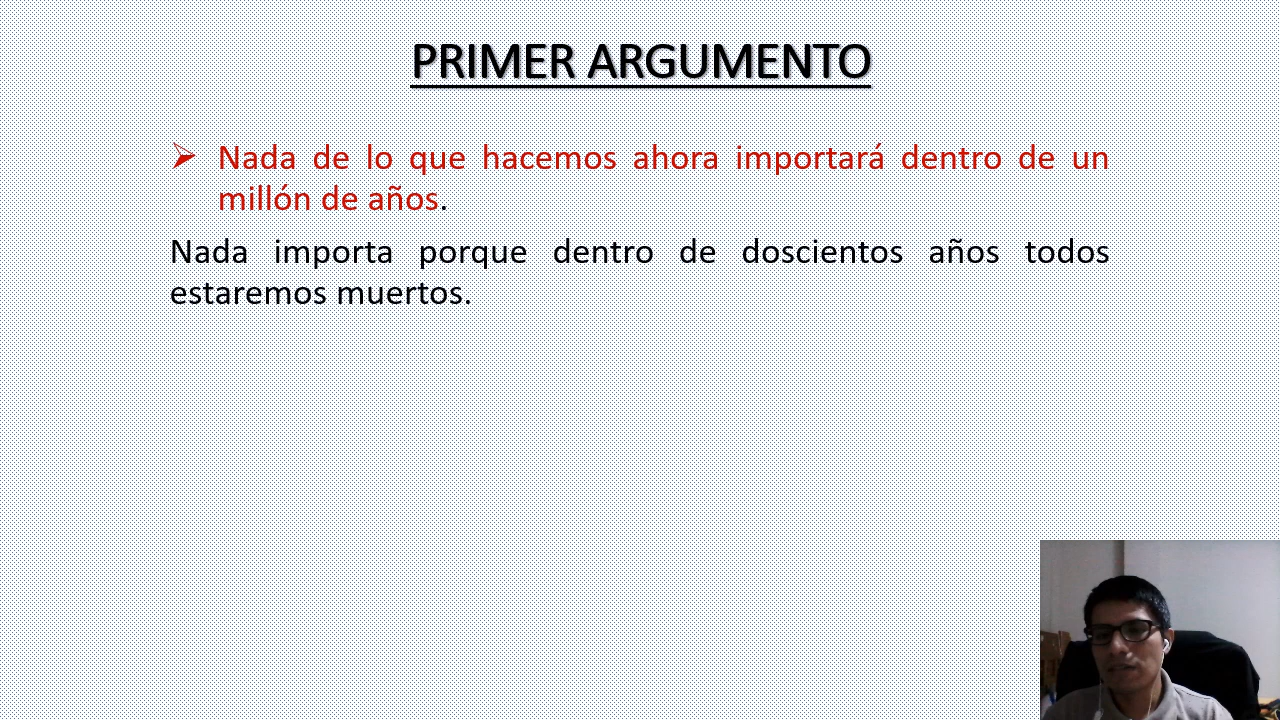 PRIMER ARGUMENTO
Nada de lo que hacemos ahora importará dentro de un
millón de años.
Nada importa porque dentro de doscientos años todos
estaremos muertos.